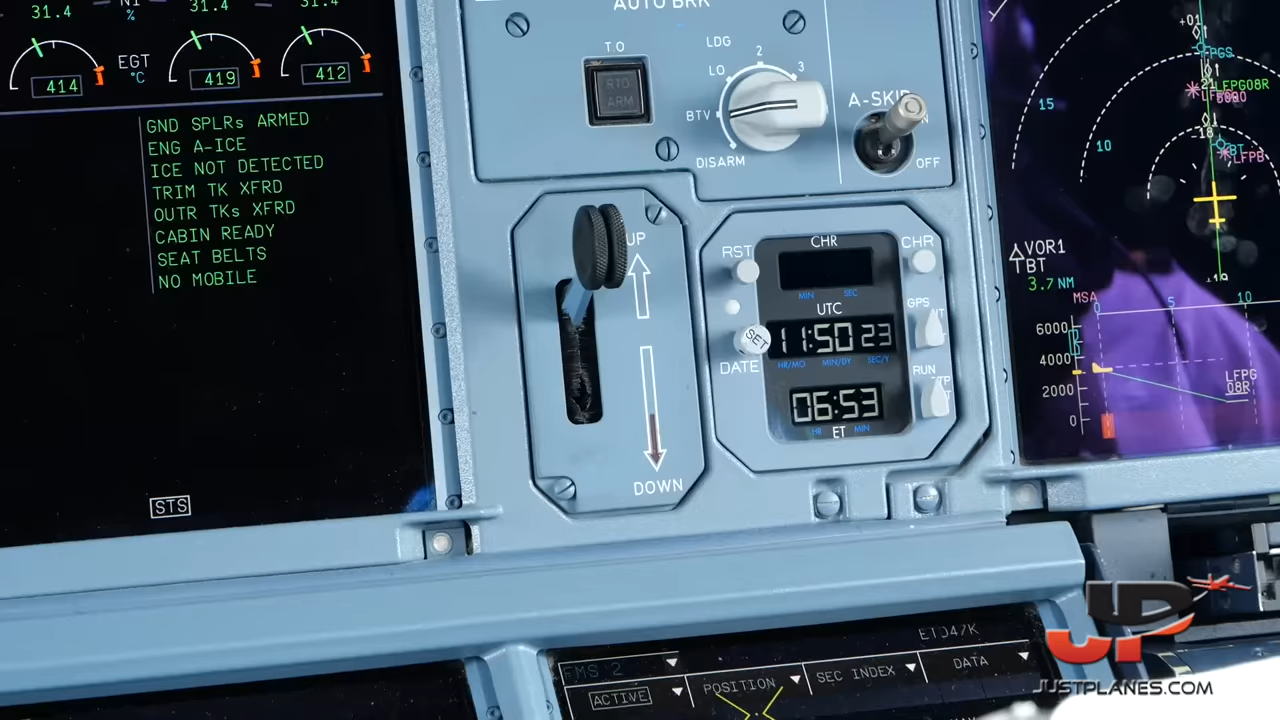 31.4 N1 31.4 31.4
%
414 EGT 419 412
°C
GND SPLRs ARMED
ENG A-ICE
ICE NOT DETECTED
TRIM TK XFRD
OUTR TKs XFRD
CABIN READY
SEAT BELTS
NO MOBILE
STS
AUTO BRK
T.O
RTO
ARM
LDG
LO
2
3
BTV
DISARM
A-SKID
OFF
UP
DOWN
RST
CHR
CHR
MIN SEC
UTC
GPS
SET
11:50 23
DATE
HR/MO MIN/DY SEC/Y
RUN
06:53
HR ET MIN
+01
LFPG08R
LFPB
BT
15
10
VOR1
BT
3.7 NM
MSA
0 5 10
6000
4000
2000
0
LFPG
08R
ETD47K
FMS 2
ACTIVE POSITION SEC INDEX DATA
JP
JUSTPLANES.COM